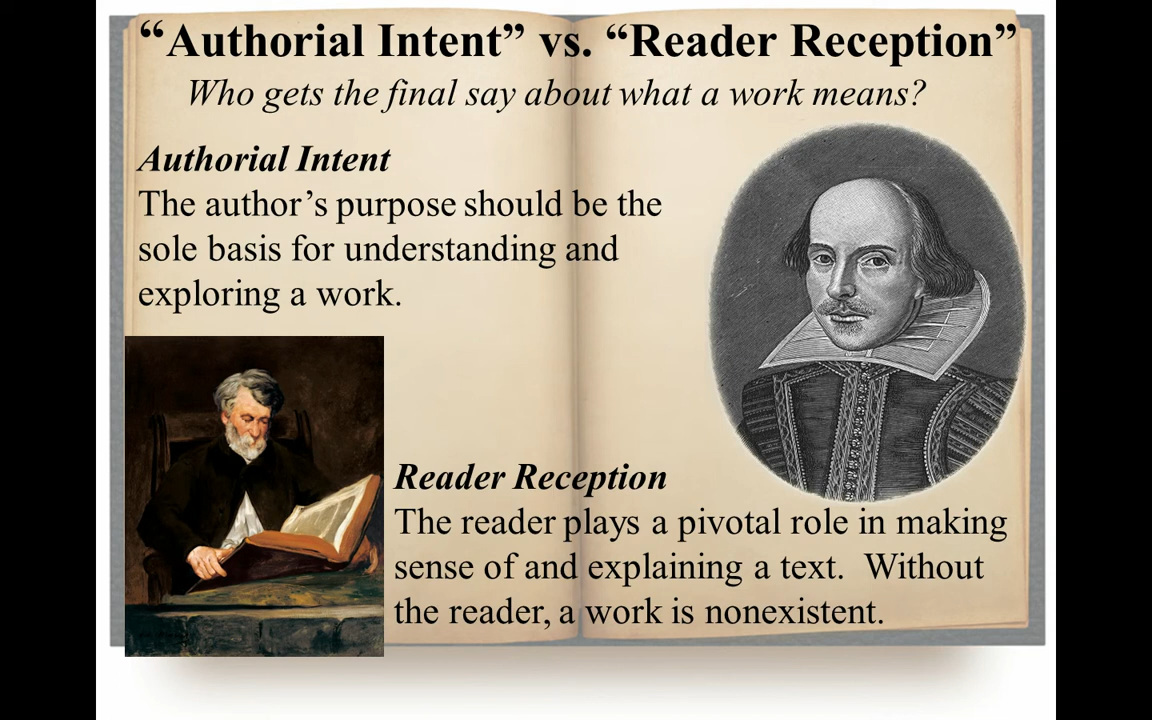 “Authorial Intent” vs. “Reader Reception”
Who gets the final say about what a work means?
Authorial Intent
The author’s purpose should be the
sole basis for understanding and
exploring a work.
Reader Reception
The reader plays a pivotal role in making
sense of and explaining a text.  Without
the reader, a work is nonexistent.